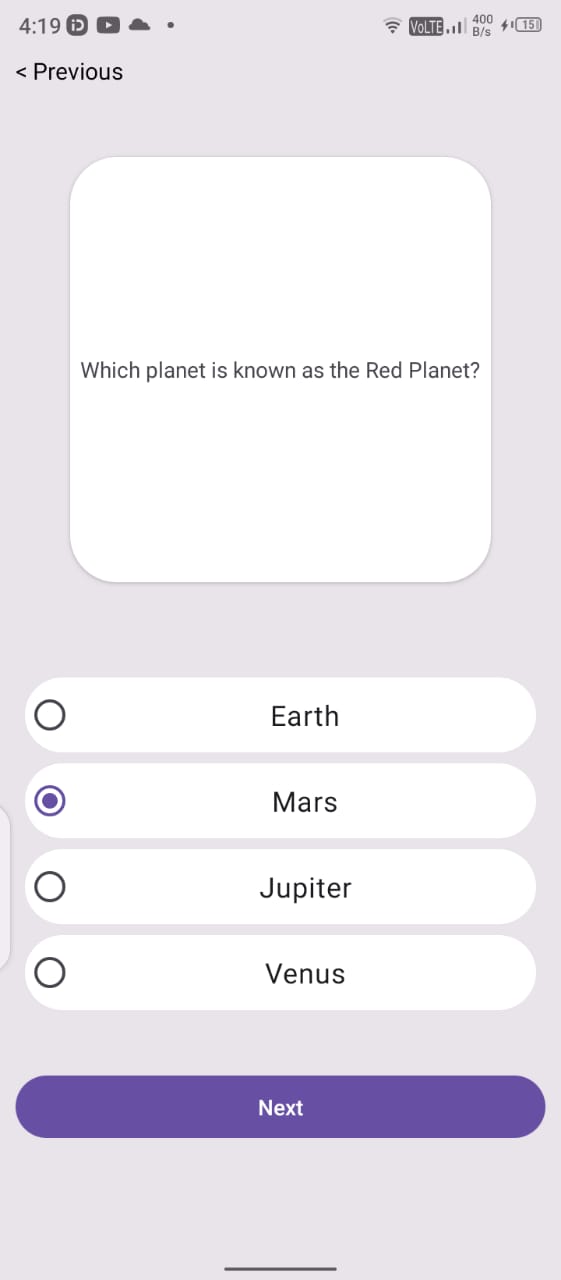 4:19
VoLTE 400 B/s 15
< Previous
Which planet is known as the Red Planet?
Earth
Mars
Jupiter
Venus
Next